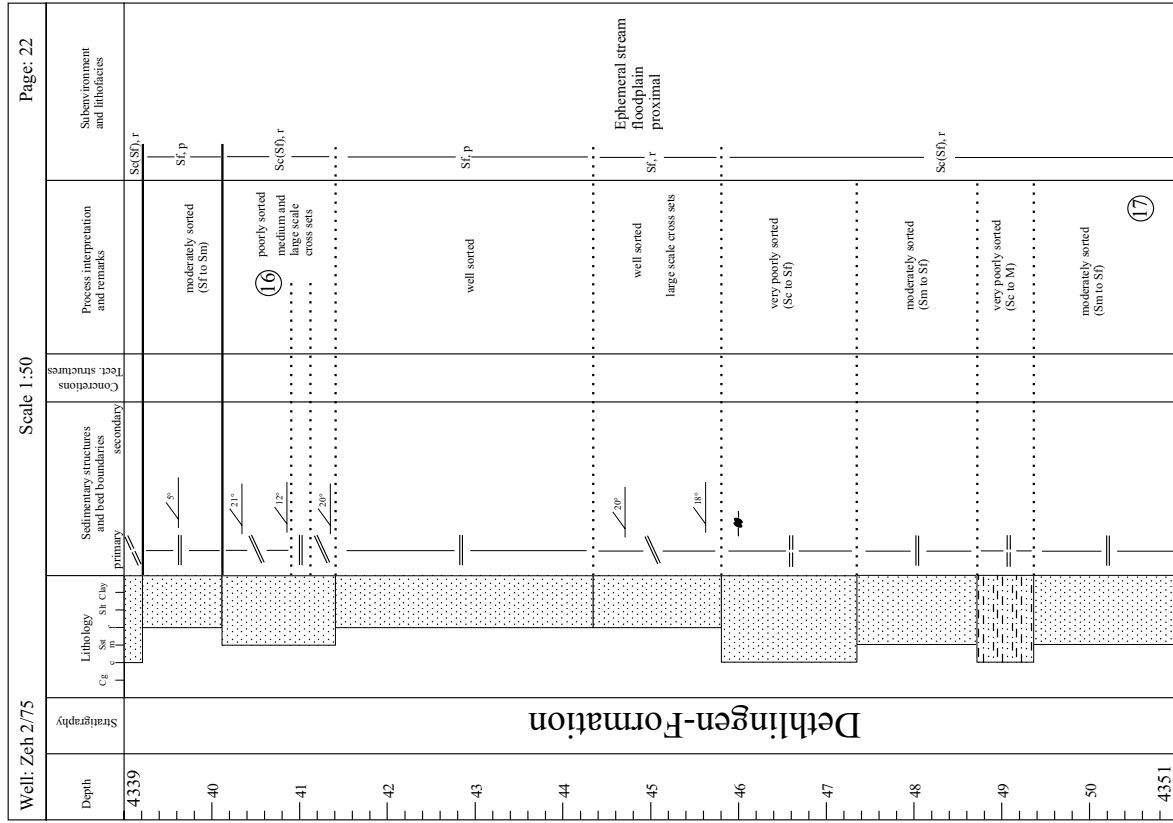 Well: Zeh 2/75
Scale 1:50
Page: 22
Depth
Stratigraphy
Lithology
Cg
c
Sst
m
f
Slt
Clay
Sedimentary structures
and bed boundaries
primary
secondary
Concretions
Tect. structures
Process interpretation
and remarks
Subenvironment
and lithofacies
4339
40
41
42
43
44
45
46
47
48
49
50
4351
Dethlingen-Formation
5°
21°
12°
20°
20°
18°
moderately sorted
(Sf to Sm)
16
poorly sorted
medium and
large scale
cross sets
well sorted
well sorted
large scale cross sets
very poorly sorted
(Sc to Sf)
moderately sorted
(Sm to Sf)
very poorly sorted
(Sc to M)
moderately sorted
(Sm to Sf)
17
Sc(Sf), r
Sf, p
Sc(Sf), r
Sf, p
Sf, r
Sc(Sf), r
Ephemeral stream
floodplain
proximal